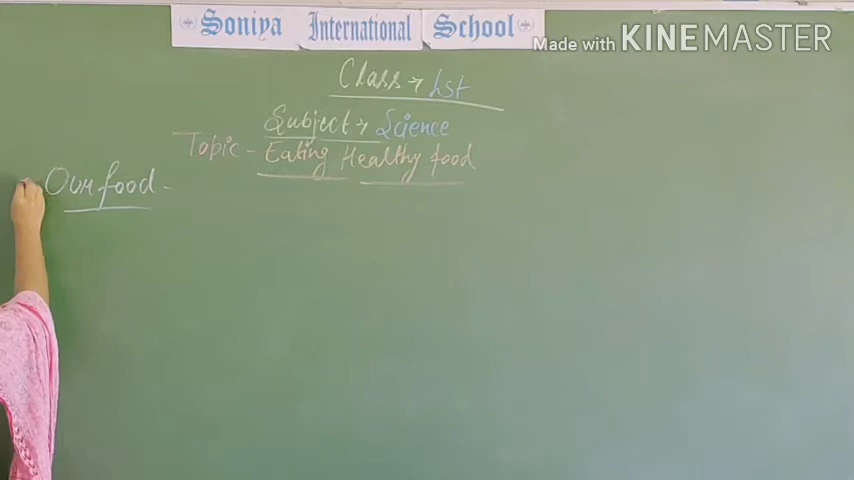 Soniya International School
Made with KINEMASTER
Class → Ist
Subject → Science
Topic - Eating Healthy food
Our food -